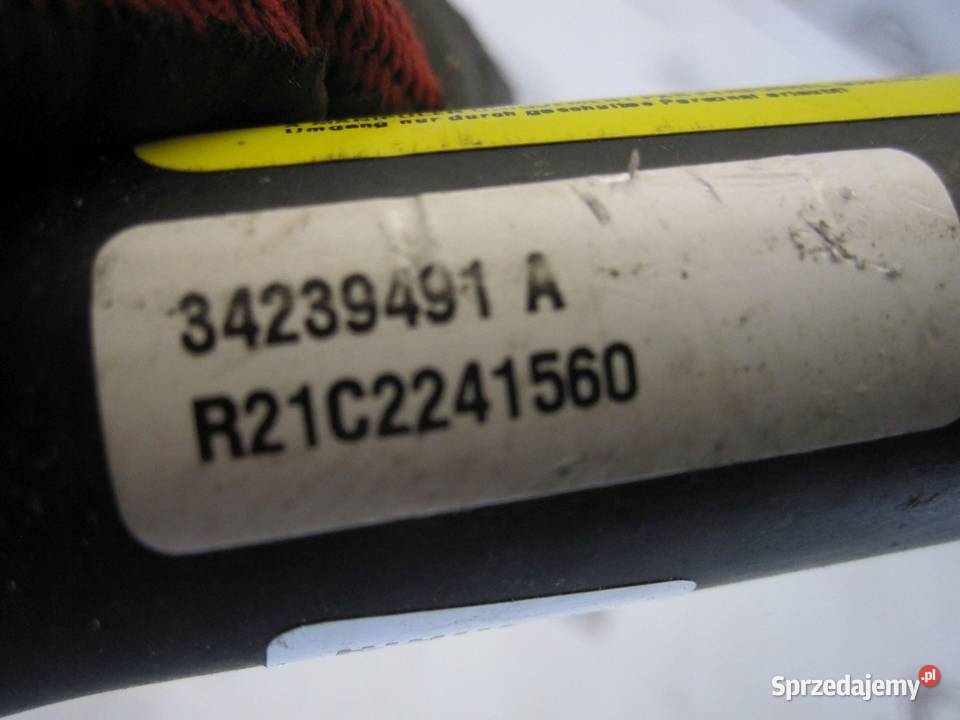 Umgang nur durch geschultes Personal erlaubt!
34239491 A
R21C2241560
Sprzedajemy.pl